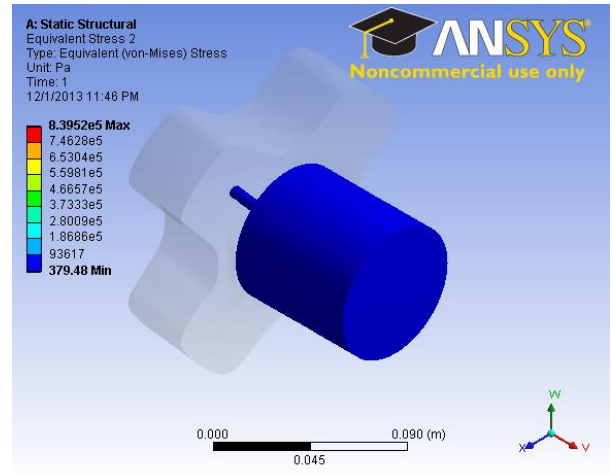 A: Static Structural
Equivalent Stress 2
Type: Equivalent (von-Mises) Stress
Unit: Pa
Time: 1
12/1/2013 11:46 PM
ANSYS
Noncommercial use only
8.3952e5 Max
7.4628e5
6.5304e5
5.5981e5
4.6657e5
3.7333e5
2.8009e5
1.8686e5
93617
379.48 Min
0.000
0.090 (m)
0.045
W
X
V